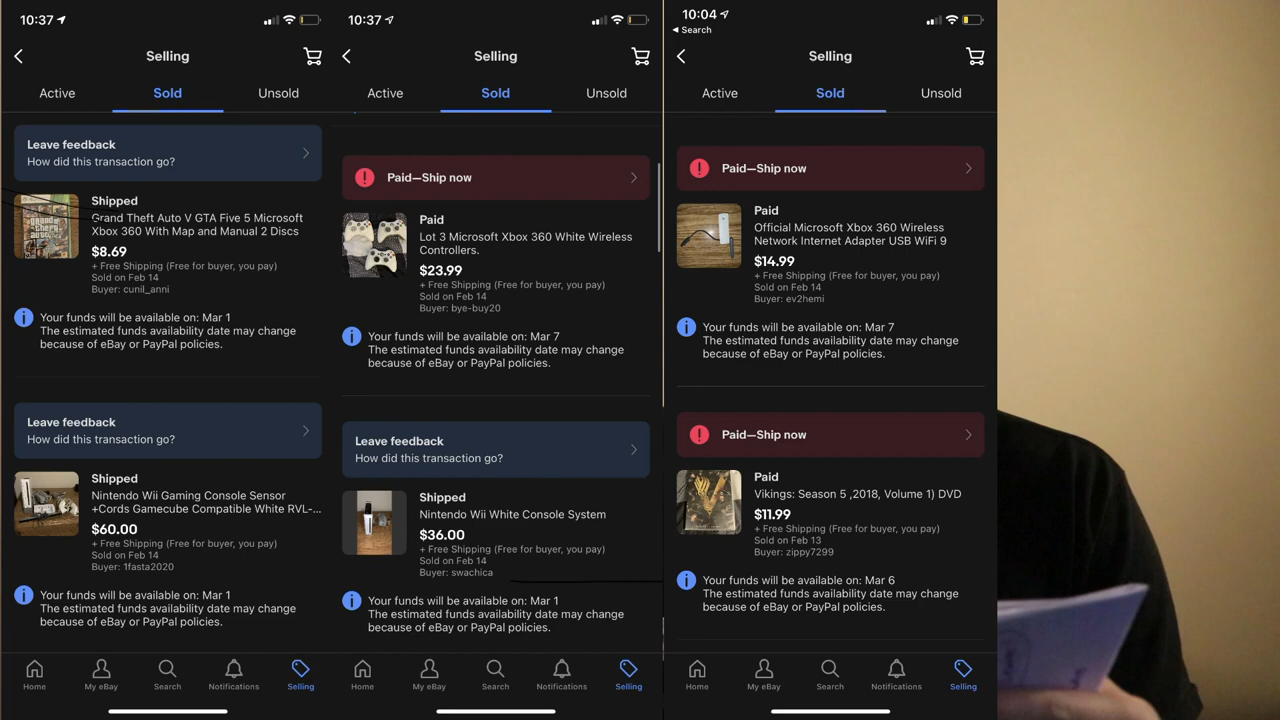 10:37
Selling
Active
Sold
Unsold
Leave feedback
How did this transaction go?
Shipped
Grand Theft Auto V GTA Five 5 Microsoft
Xbox 360 With Map and Manual 2 Discs
$8.69
+ Free Shipping (Free for buyer, you pay)
Sold on Feb 14
Buyer: cunil_anni
Your funds will be available on: Mar 1
The estimated funds availability date may change
because of eBay or PayPal policies.
Leave feedback
How did this transaction go?
Shipped
Nintendo Wii Gaming Console Sensor
+Cords Gamecube Compatible White RVL-...
$60.00
+ Free Shipping (Free for buyer, you pay)
Sold on Feb 14
Buyer: 1fasta2020
Your funds will be available on: Mar 1
The estimated funds availability date may change
because of eBay or PayPal policies.
Home
My eBay
Search
Notifications
Selling
10:37
Selling
Active
Sold
Unsold
Paid—Ship now
Paid
Lot 3 Microsoft Xbox 360 White Wireless
Controllers.
$23.99
+ Free Shipping (Free for buyer, you pay)
Sold on Feb 14
Buyer: bye-buy20
Your funds will be available on: Mar 7
The estimated funds availability date may change
because of eBay or PayPal policies.
Leave feedback
How did this transaction go?
Shipped
Nintendo Wii White Console System
$36.00
+ Free Shipping (Free for buyer, you pay)
Sold on Feb 14
Buyer: swachica
Your funds will be available on: Mar 1
The estimated funds availability date may change
because of eBay or PayPal policies.
Home
My eBay
Search
Notifications
Selling
10:04
Search
Selling
Active
Sold
Unsold
Paid—Ship now
Paid
Official Microsoft Xbox 360 Wireless
Network Internet Adapter USB WiFi 9
$14.99
+ Free Shipping (Free for buyer, you pay)
Sold on Feb 14
Buyer: ev2hemi
Your funds will be available on: Mar 7
The estimated funds availability date may change
because of eBay or PayPal policies.
Paid—Ship now
Paid
Vikings: Season 5 ,2018, Volume 1) DVD
$11.99
+ Free Shipping (Free for buyer, you pay)
Sold on Feb 13
Buyer: zippy7299
Your funds will be available on: Mar 6
The estimated funds availability date may change
because of eBay or PayPal policies.
Home
My eBay
Search
Notifications
Selling